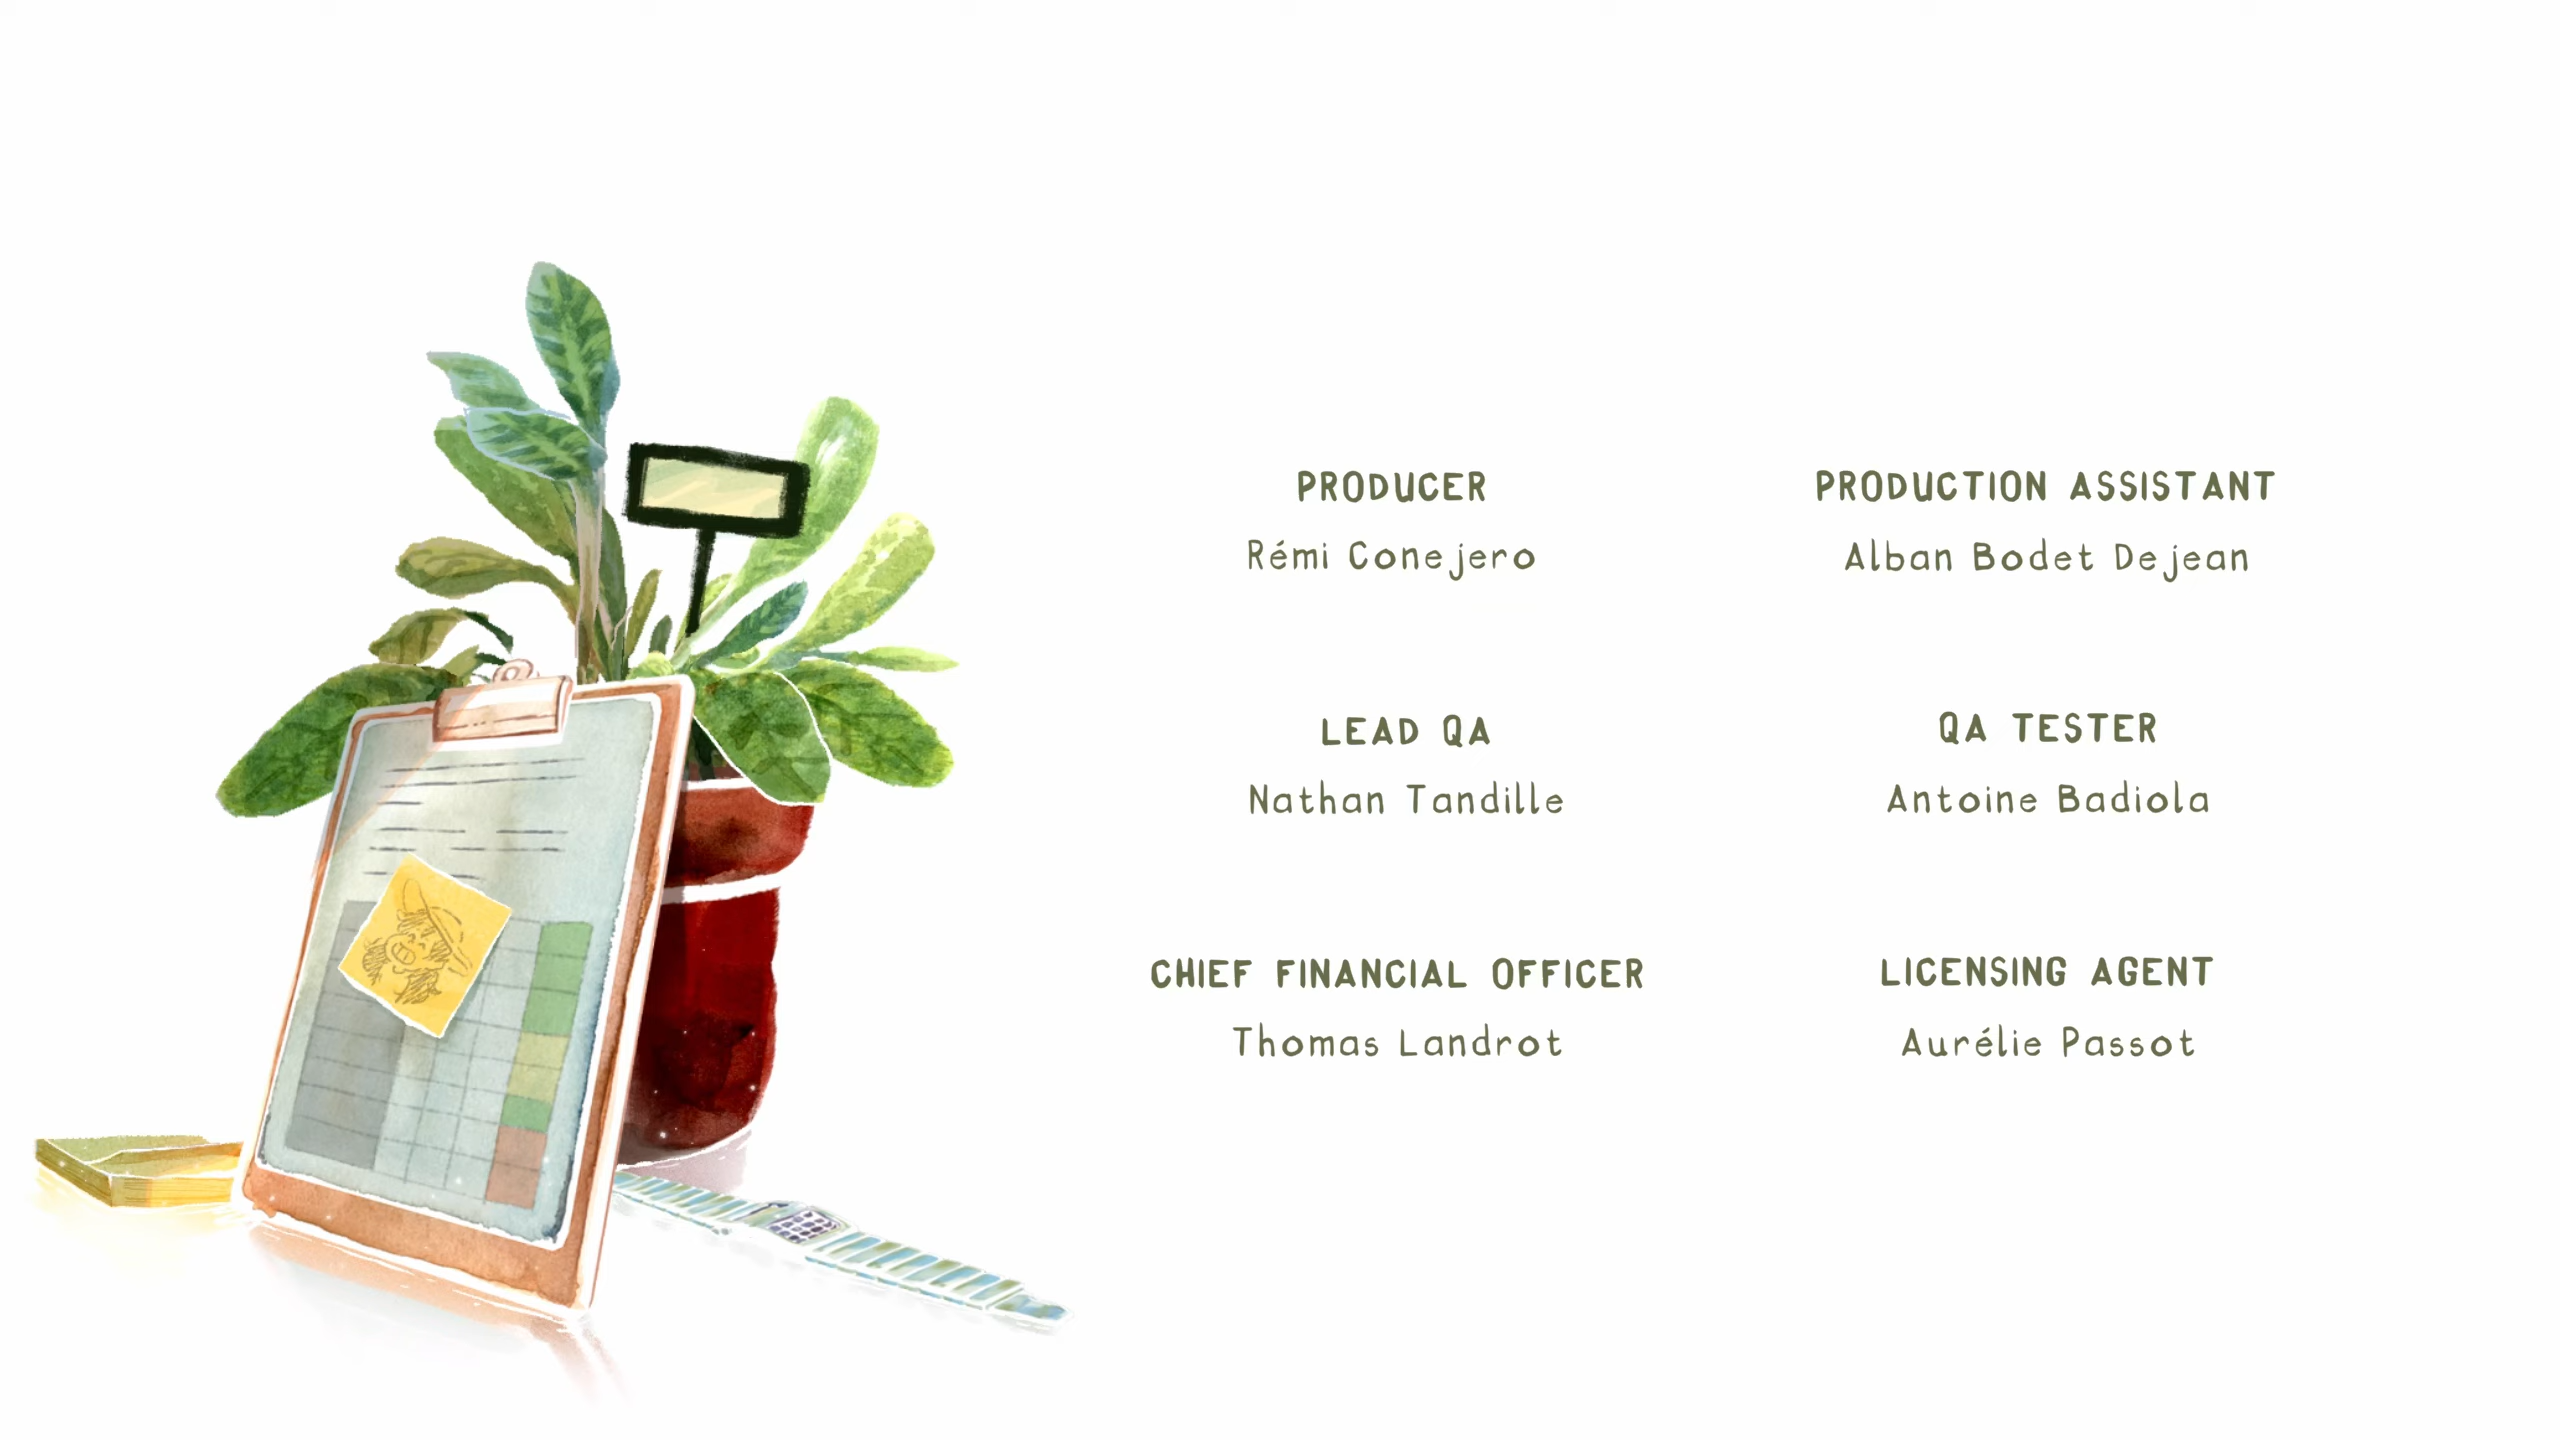 PRODUCER
Rémi Conejero
PRODUCTION ASSISTANT
Alban Bodet Dejean
LEAD QA
Nathan Tandille
QA TESTER
Antoine Badiola
CHIEF FINANCIAL OFFICER
Thomas Landrot
LICENSING AGENT
Aurélie Passot